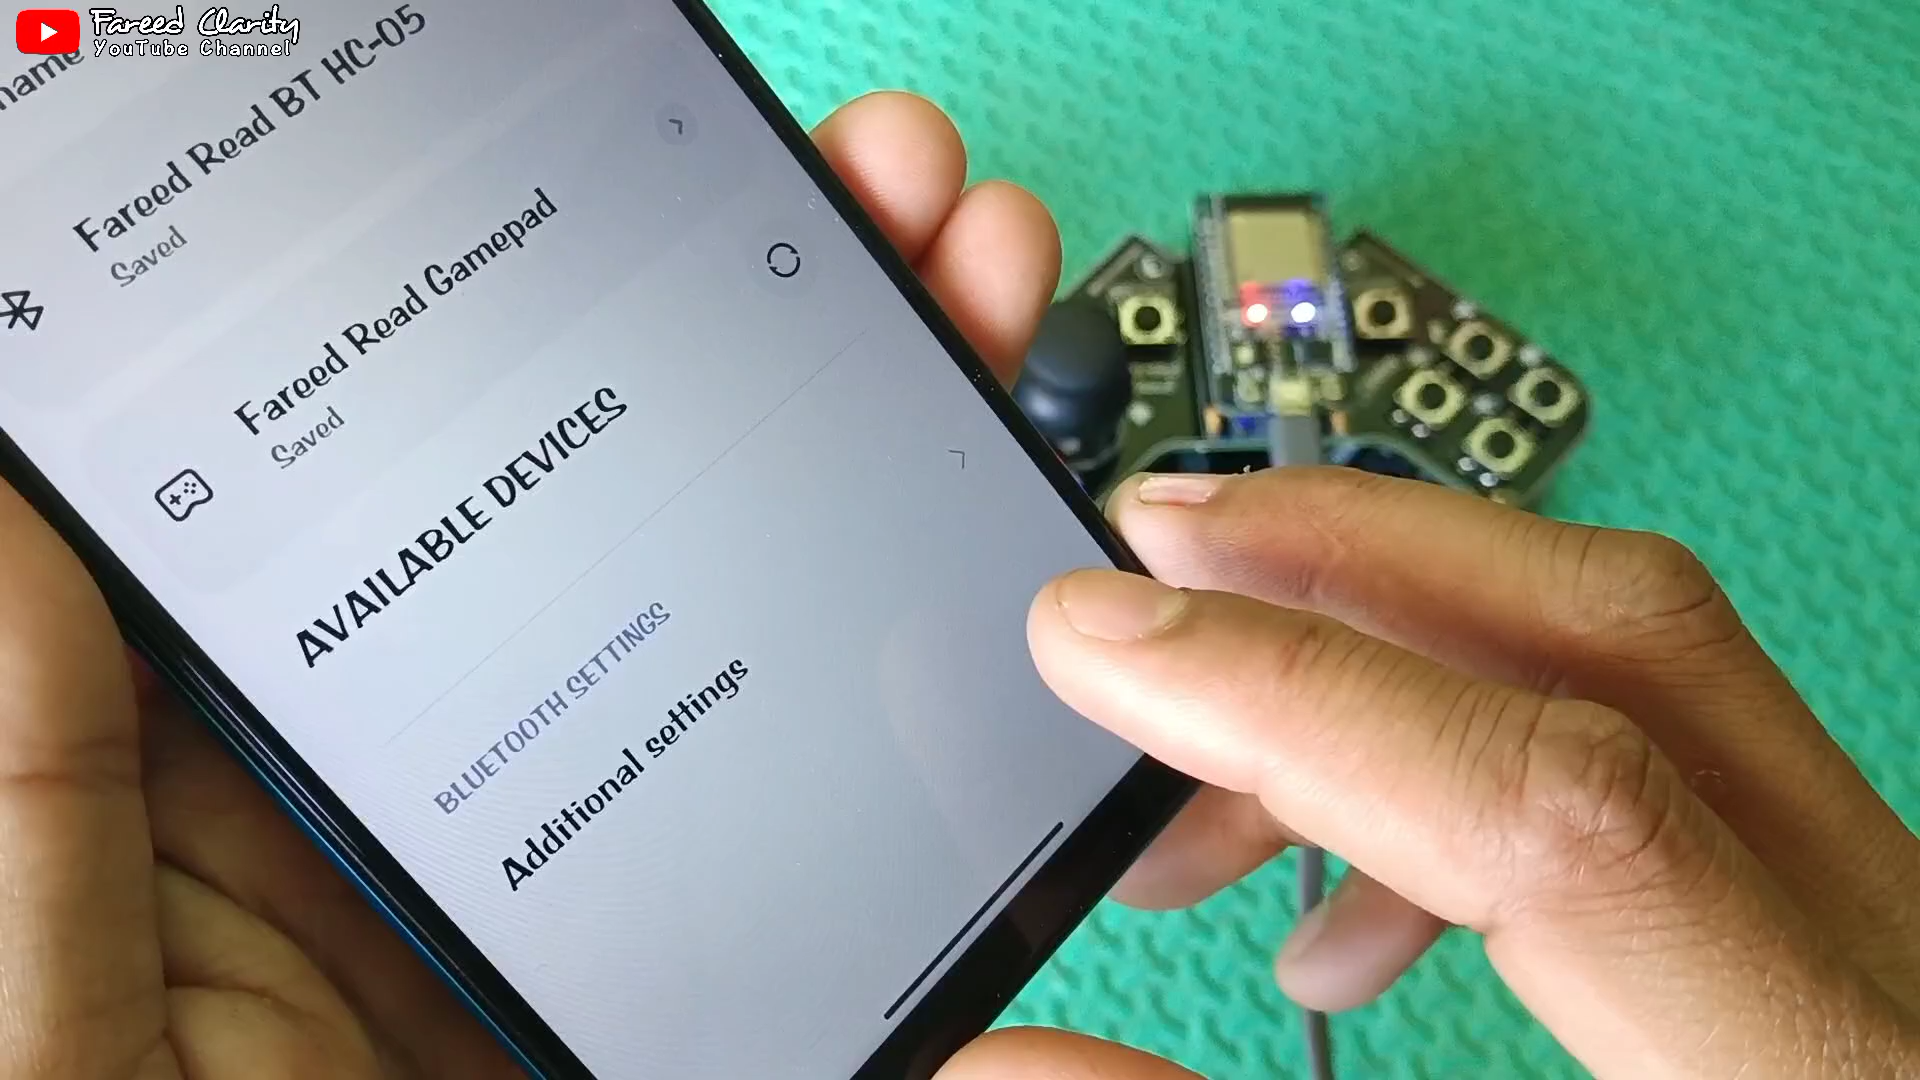 Fareed Clarity
YouTube Channel
name
Fareed Read BT HC-05
Saved
Fareed Read Gamepad
Saved
AVAILABLE DEVICES
BLUETOOTH SETTINGS
Additional settings